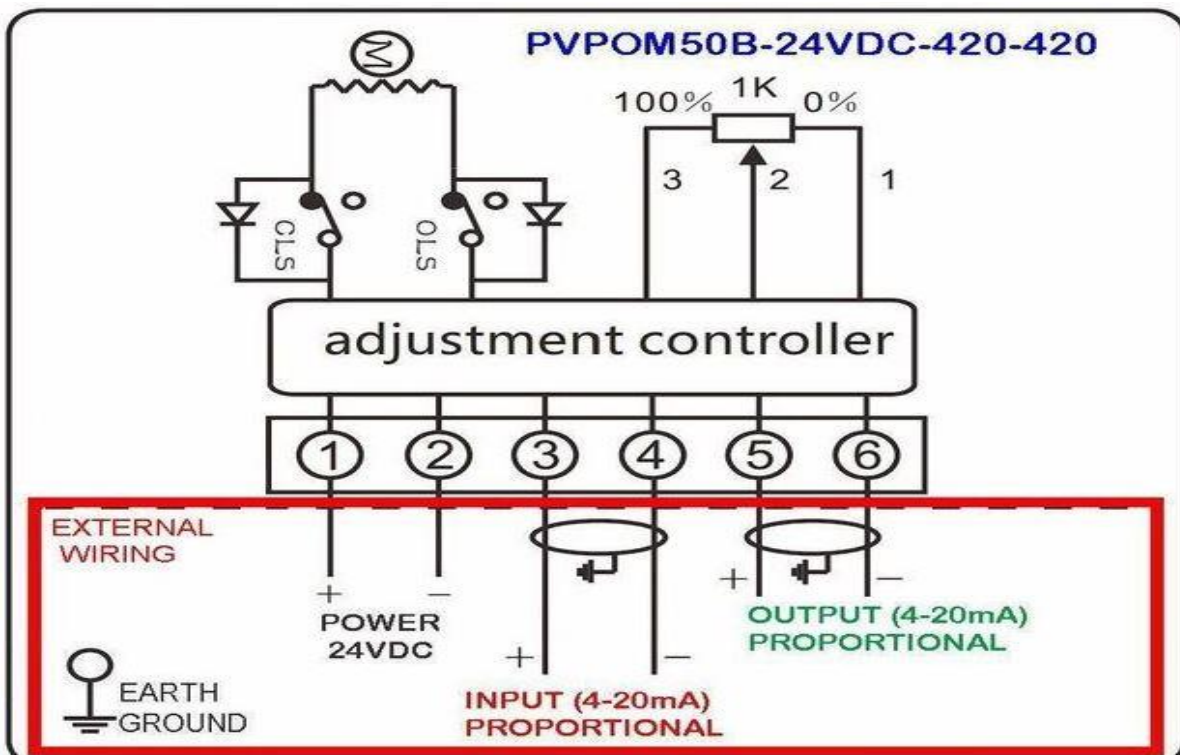 PVPOM50B-24VDC-420-420
M
100% 1K 0%
3 2 1
CLS OLS
adjustment controller
1 2 3 4 5 6
EXTERNAL
WIRING
+ -
POWER
24VDC
+ -
INPUT (4-20mA)
PROPORTIONAL
+ -
OUTPUT (4-20mA)
PROPORTIONAL
EARTH
GROUND